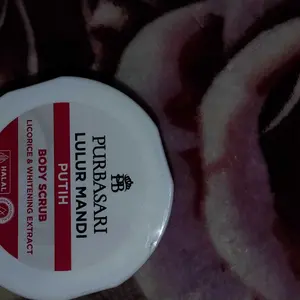 PURBASARI
LULUR MANDI
PUTIH
BODY SCRUB
LICORICE & WHITENING EXTRACT
HALAL